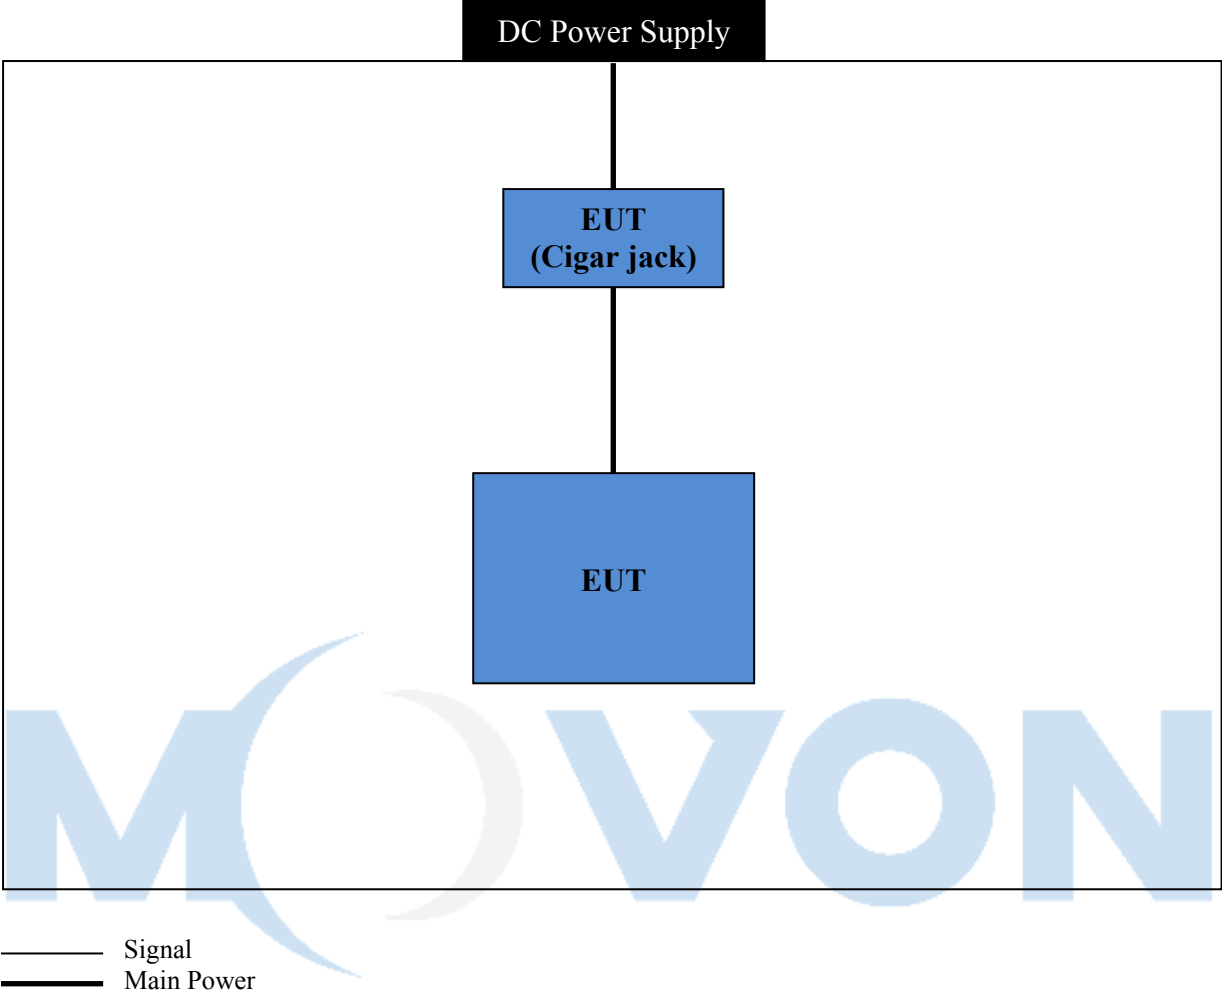 DC Power Supply
EUT
(Cigar jack)
EUT
MOVON
Signal
Main Power